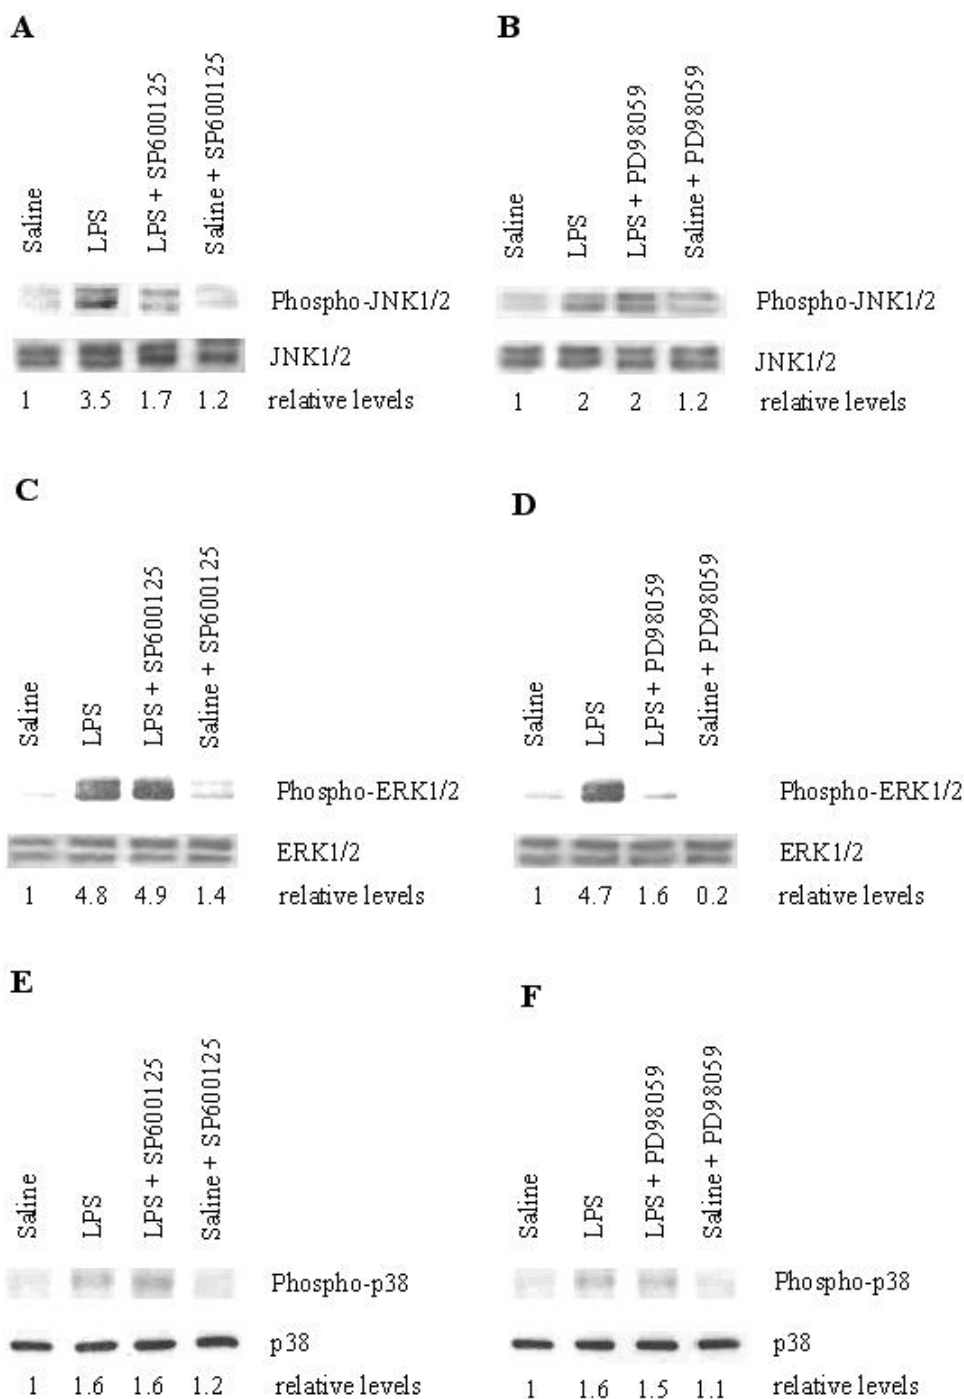 A
Saline
LPS
LPS + SP600125
Saline + SP600125
Phospho-JNK1/2
JNK1/2
1 3.5 1.7 1.2 relative levels
B
Saline
LPS
LPS + PD98059
Saline + PD98059
Phospho-JNK1/2
JNK1/2
1 2 2 1.2 relative levels
C
Saline
LPS
LPS + SP600125
Saline + SP600125
Phospho-ERK1/2
ERK1/2
1 4.8 4.9 1.4 relative levels
D
Saline
LPS
LPS + PD98059
Saline + PD98059
Phospho-ERK1/2
ERK1/2
1 4.7 1.6 0.2 relative levels
E
Saline
LPS
LPS + SP600125
Saline + SP600125
Phospho-p38
p38
1 1.6 1.6 1.2 relative levels
F
Saline
LPS
LPS + PD98059
Saline + PD98059
Phospho-p38
p38
1 1.6 1.5 1.1 relative levels